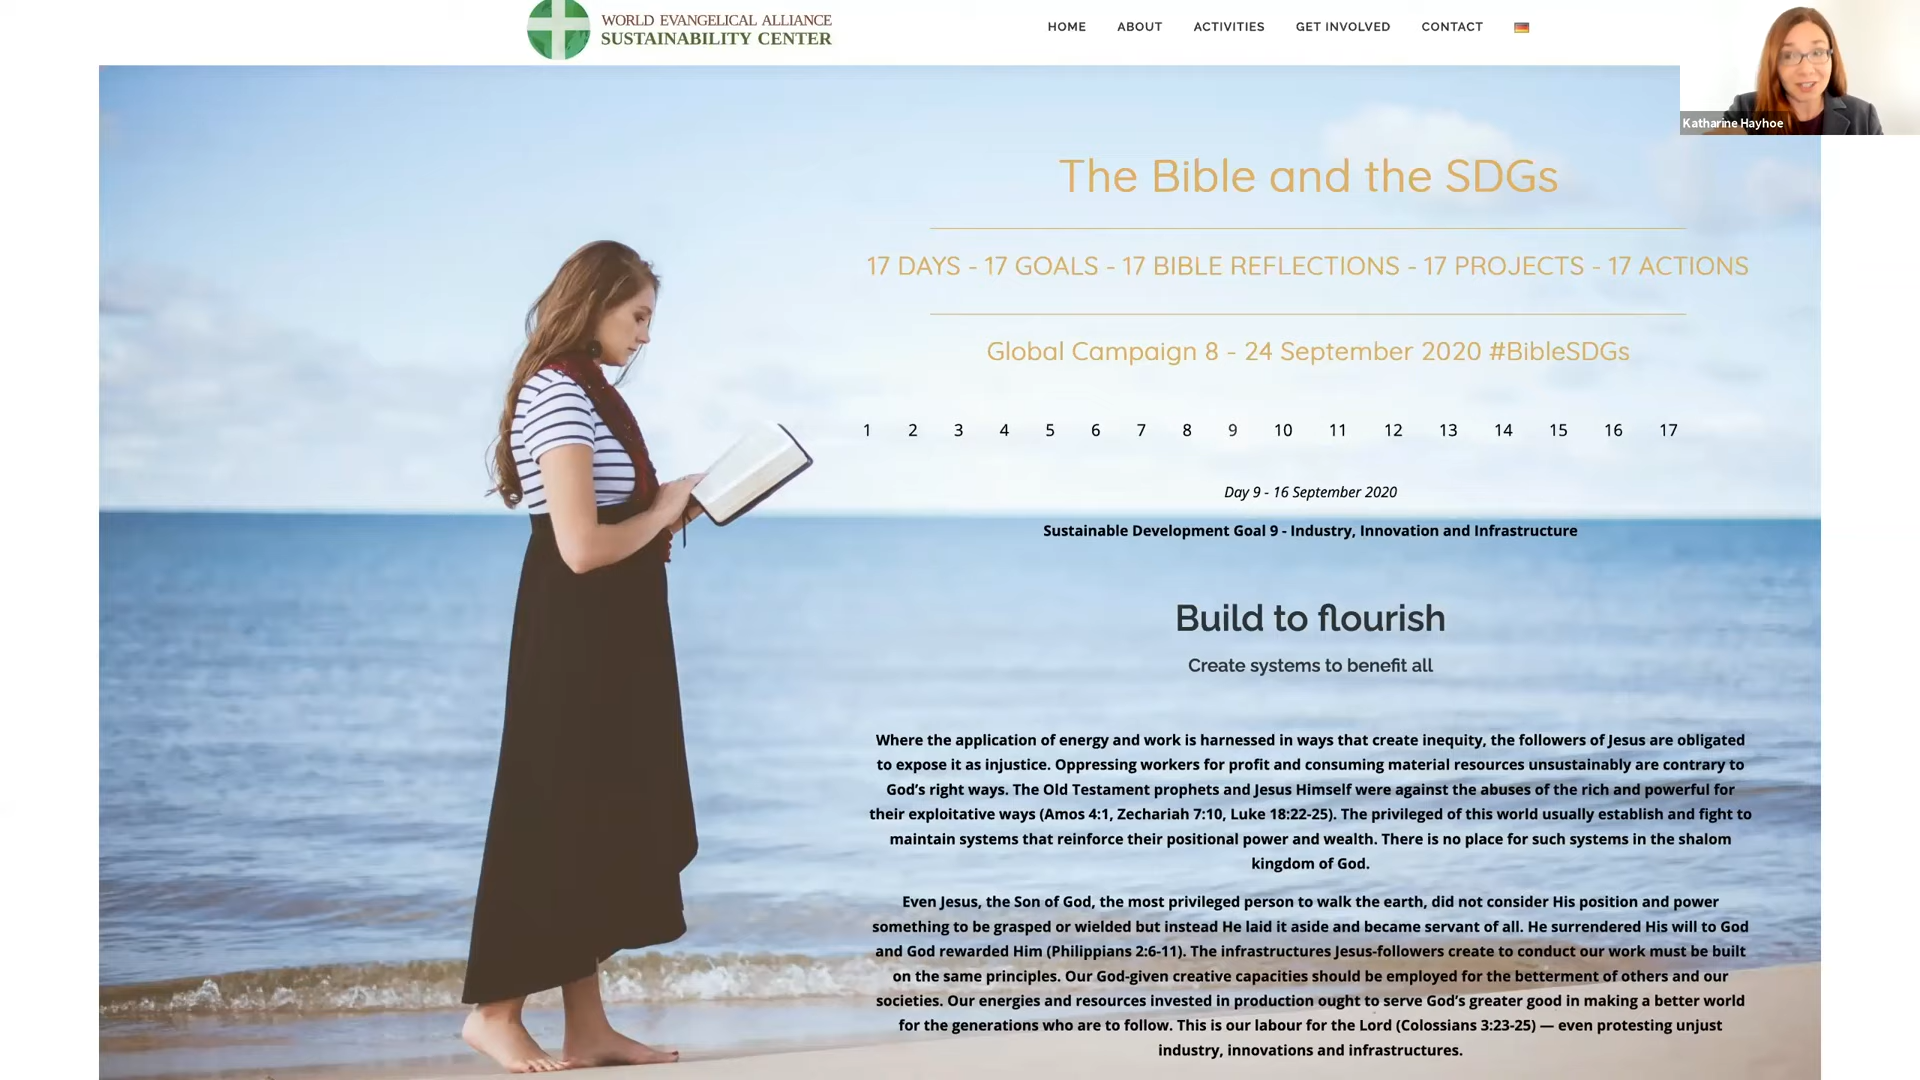 WORLD EVANGELICAL ALLIANCE
SUSTAINABILITY CENTER
HOME
ABOUT
ACTIVITIES
GET INVOLVED
CONTACT
Katharine Hayhoe
The Bible and the SDGs
17 DAYS - 17 GOALS - 17 BIBLE REFLECTIONS - 17 PROJECTS - 17 ACTIONS
Global Campaign 8 - 24 September 2020 #BibleSDGs
1 2 3 4 5 6 7 8 9 10 11 12 13 14 15 16 17
Day 9 - 16 September 2020
Sustainable Development Goal 9 - Industry, Innovation and Infrastructure
Build to flourish
Create systems to benefit all
Where the application of energy and work is harnessed in ways that create inequity, the followers of Jesus are obligated
to expose it as injustice. Oppressing workers for profit and consuming material resources unsustainably are contrary to
God’s right ways. The Old Testament prophets and Jesus Himself were against the abuses of the rich and powerful for
their exploitative ways (Amos 4:1, Zechariah 7:10, Luke 18:22-25). The privileged of this world usually establish and fight to
maintain systems that reinforce their positional power and wealth. There is no place for such systems in the shalom
kingdom of God.
Even Jesus, the Son of God, the most privileged person to walk the earth, did not consider His position and power
something to be grasped or wielded but instead He laid it aside and became servant of all. He surrendered His will to God
and God rewarded Him (Philippians 2:6-11). The infrastructures Jesus-followers create to conduct our work must be built
on the same principles. Our God-given creative capacities should be employed for the betterment of others and our
societies. Our energies and resources invested in production ought to serve God’s greater good in making a better world
for the generations who are to follow. This is our labour for the Lord (Colossians 3:23-25) — even protesting unjust
industry, innovations and infrastructures.